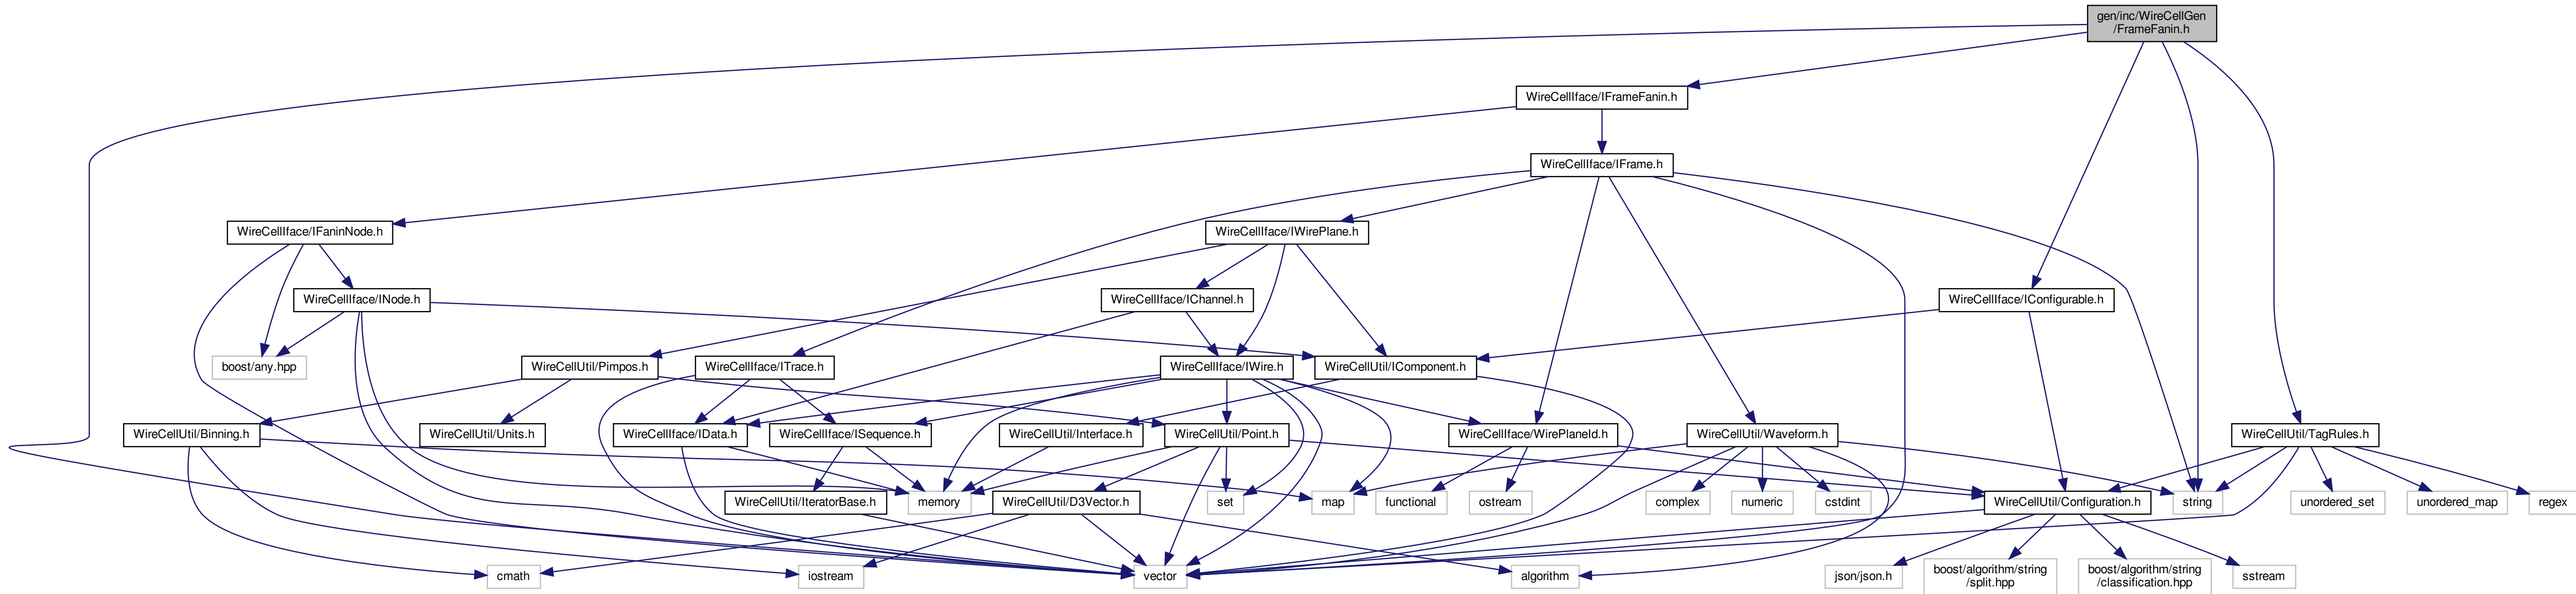 gen/inc/WireCellGen
/FrameFanin.h
WireCellIface/IFrameFanin.h
WireCellIface/IFrame.h
WireCellIface/IFaninNode.h
WireCellIface/IWirePlane.h
WireCellIface/INode.h
WireCellIface/IChannel.h
WireCellIface/IConfigurable.h
boost/any.hpp
WireCellUtil/Pimpos.h
WireCellIface/ITrace.h
WireCellIface/IWire.h
WireCellUtil/IComponent.h
WireCellUtil/Binning.h
WireCellUtil/Units.h
WireCellIface/IData.h
WireCellIface/ISequence.h
WireCellUtil/Interface.h
WireCellUtil/Point.h
WireCellIface/WirePlaneId.h
WireCellUtil/Waveform.h
WireCellUtil/TagRules.h
WireCellUtil/IteratorBase.h
memory
WireCellUtil/D3Vector.h
set
map
functional
ostream
complex
numeric
cstdint
WireCellUtil/Configuration.h
string
unordered_set
unordered_map
regex
cmath
iostream
vector
algorithm
json/json.h
boost/algorithm/string
/split.hpp
boost/algorithm/string
/classification.hpp
sstream